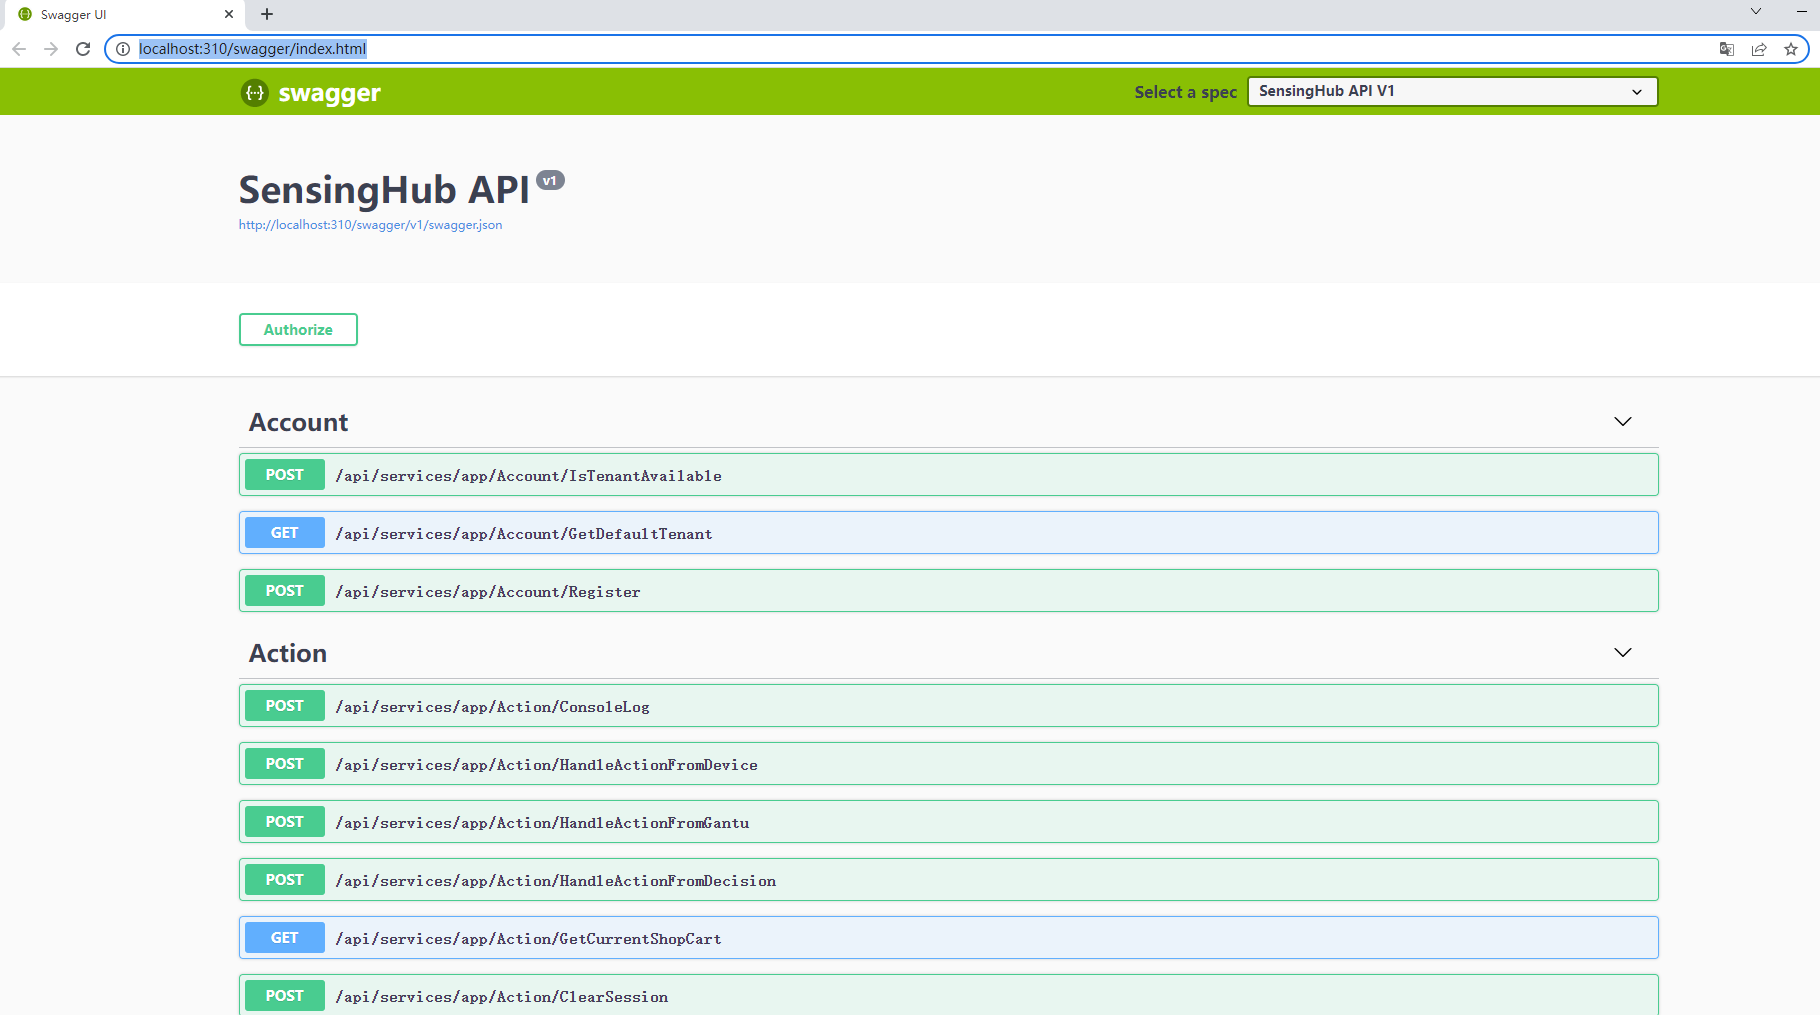 Swagger UI
localhost:310/swagger/index.html
swagger
Select a spec
SensingHub API V1
SensingHub API v1
http://localhost:310/swagger/v1/swagger.json
Authorize
Account
POST /api/services/app/Account/IsTenantAvailable
GET /api/services/app/Account/GetDefaultTenant
POST /api/services/app/Account/Register
Action
POST /api/services/app/Action/ConsoleLog
POST /api/services/app/Action/HandleActionFromDevice
POST /api/services/app/Action/HandleActionFromGantu
POST /api/services/app/Action/HandleActionFromDecision
GET /api/services/app/Action/GetCurrentShopCart
POST /api/services/app/Action/ClearSession